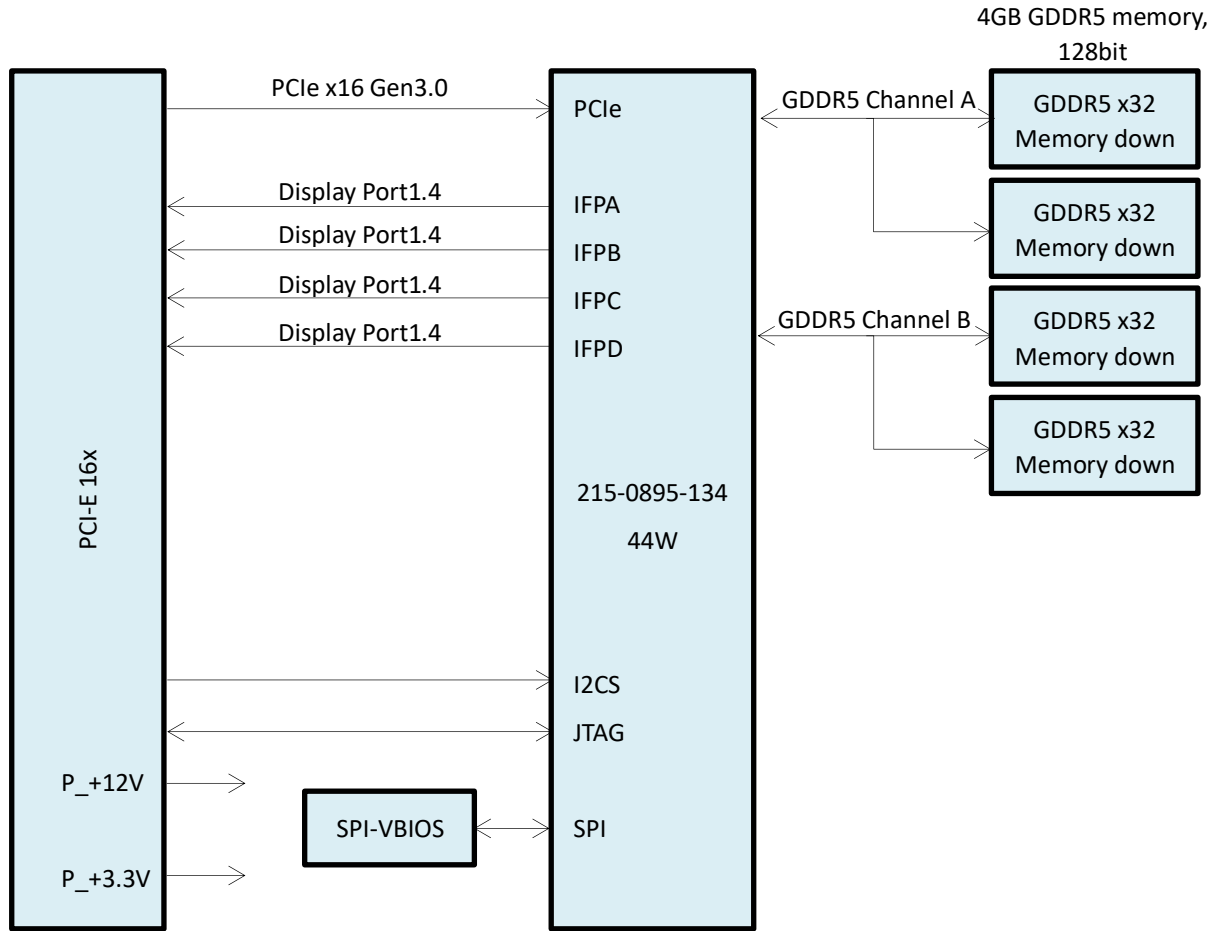 4GB GDDR5 memory,
128bit
PCIe x16 Gen3.0
PCIe
GDDR5 Channel A
GDDR5 x32
Memory down
Display Port1.4
IFPA
GDDR5 x32
Memory down
Display Port1.4
IFPB
Display Port1.4
IFPC
GDDR5 Channel B
GDDR5 x32
Memory down
Display Port1.4
IFPD
GDDR5 x32
Memory down
PCI-E 16x
215-0895-134
44W
I2CS
JTAG
P_+12V
SPI-VBIOS
SPI
P_+3.3V